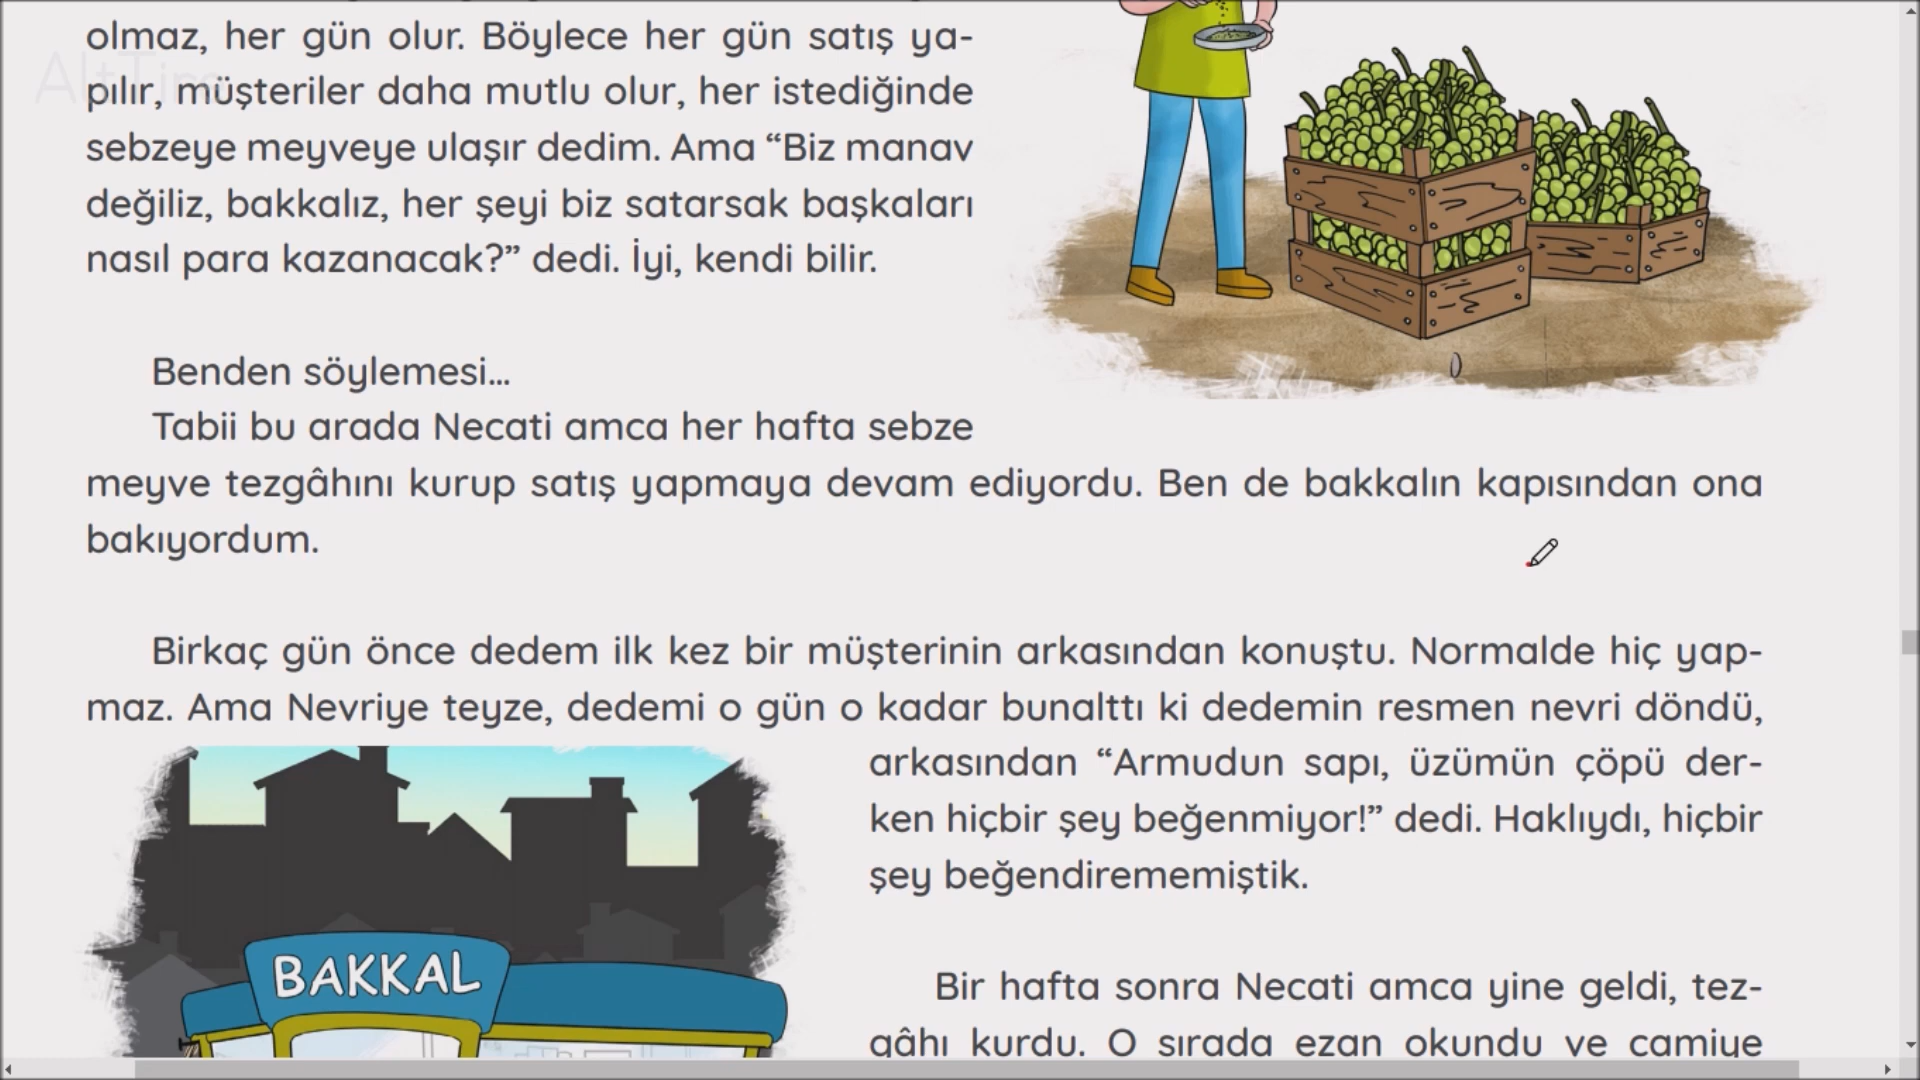 olmaz, her gün olur. Böylece her gün satış ya-
pılır, müşteriler daha mutlu olur, her istediğinde
sebzeye meyveye ulaşır dedim. Ama “Biz manav
değiliz, bakkalız, her şeyi biz satarsak başkaları
nasıl para kazanacak?” dedi. İyi, kendi bilir.
Benden söylemesi...
Tabii bu arada Necati amca her hafta sebze
meyve tezgâhını kurup satış yapmaya devam ediyordu. Ben de bakkalın kapısından ona
bakıyordum.
Birkaç gün önce dedem ilk kez bir müşterinin arkasından konuştu. Normalde hiç yap-
maz. Ama Nevriye teyze, dedemi o gün o kadar bunalttı ki dedemin resmen nevri döndü,
arkasından “Armudun sapı, üzümün çöpü der-
ken hiçbir şey beğenmiyor!” dedi. Haklıydı, hiçbir
şey beğendirememiştik.
BAKKAL
Bir hafta sonra Necati amca yine geldi, tez-
gâhı kurdu. O sırada ezan okundu ve camiye